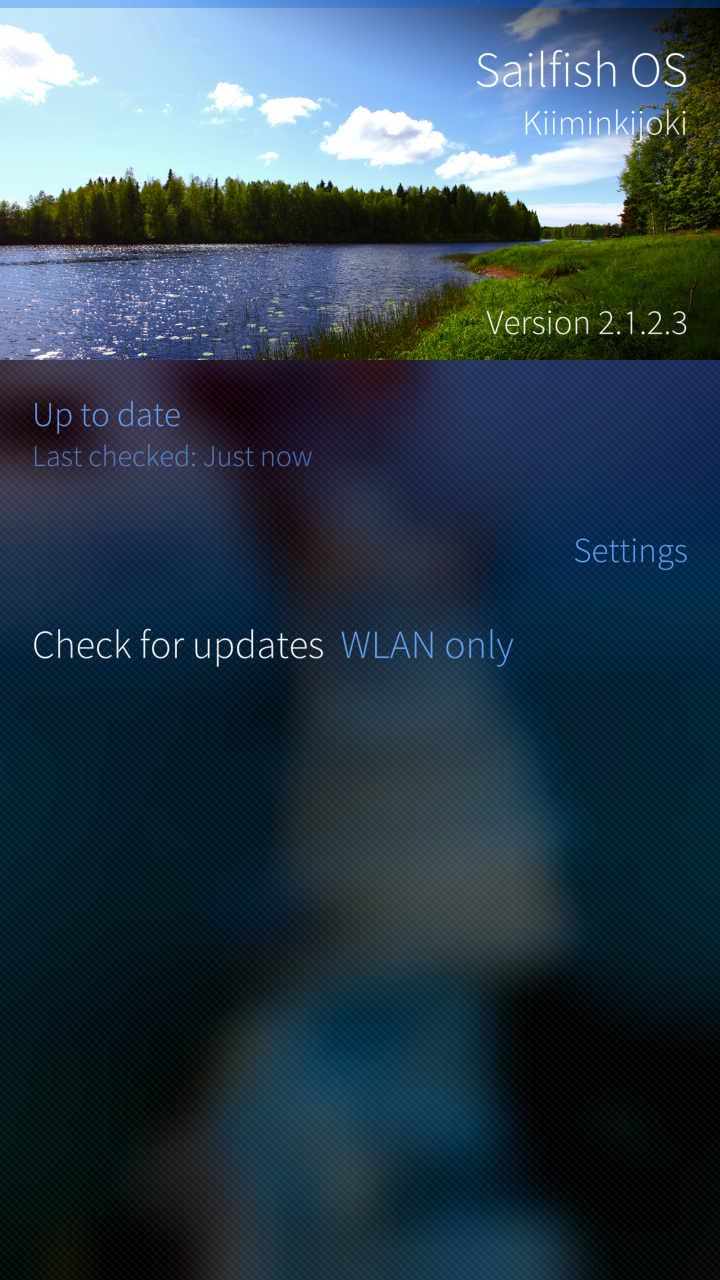 Sailfish OS
Kiiminkijoki
Version 2.1.2.3
Up to date
Last checked: Just now
Settings
Check for updates WLAN only